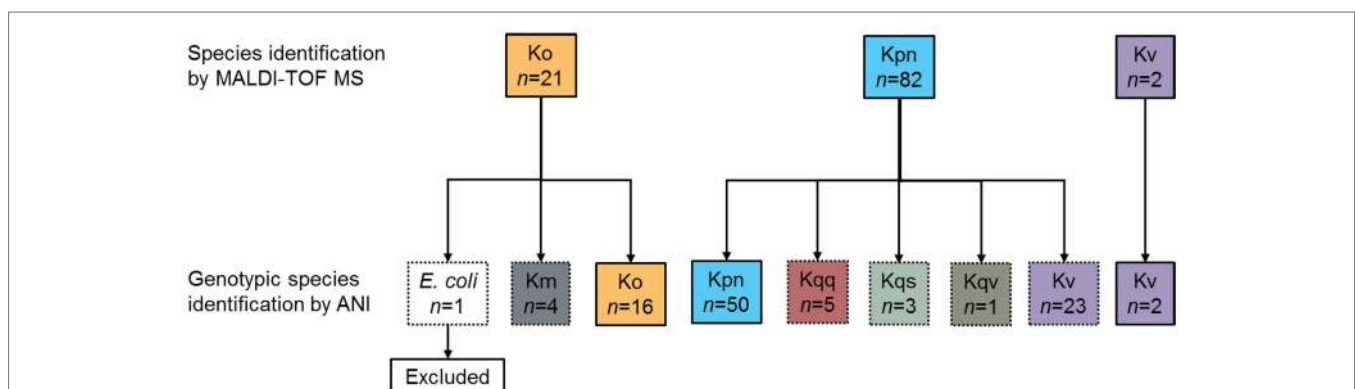 Species identification
by MALDI-TOF MS
Ko
n=21
Kpn
n=82
Kv
n=2
Genotypic species
identification by ANI
E. coli
n=1
Km
n=4
Ko
n=16
Kpn
n=50
Kqq
n=5
Kqs
n=3
Kqv
n=1
Kv
n=23
Kv
n=2
Excluded